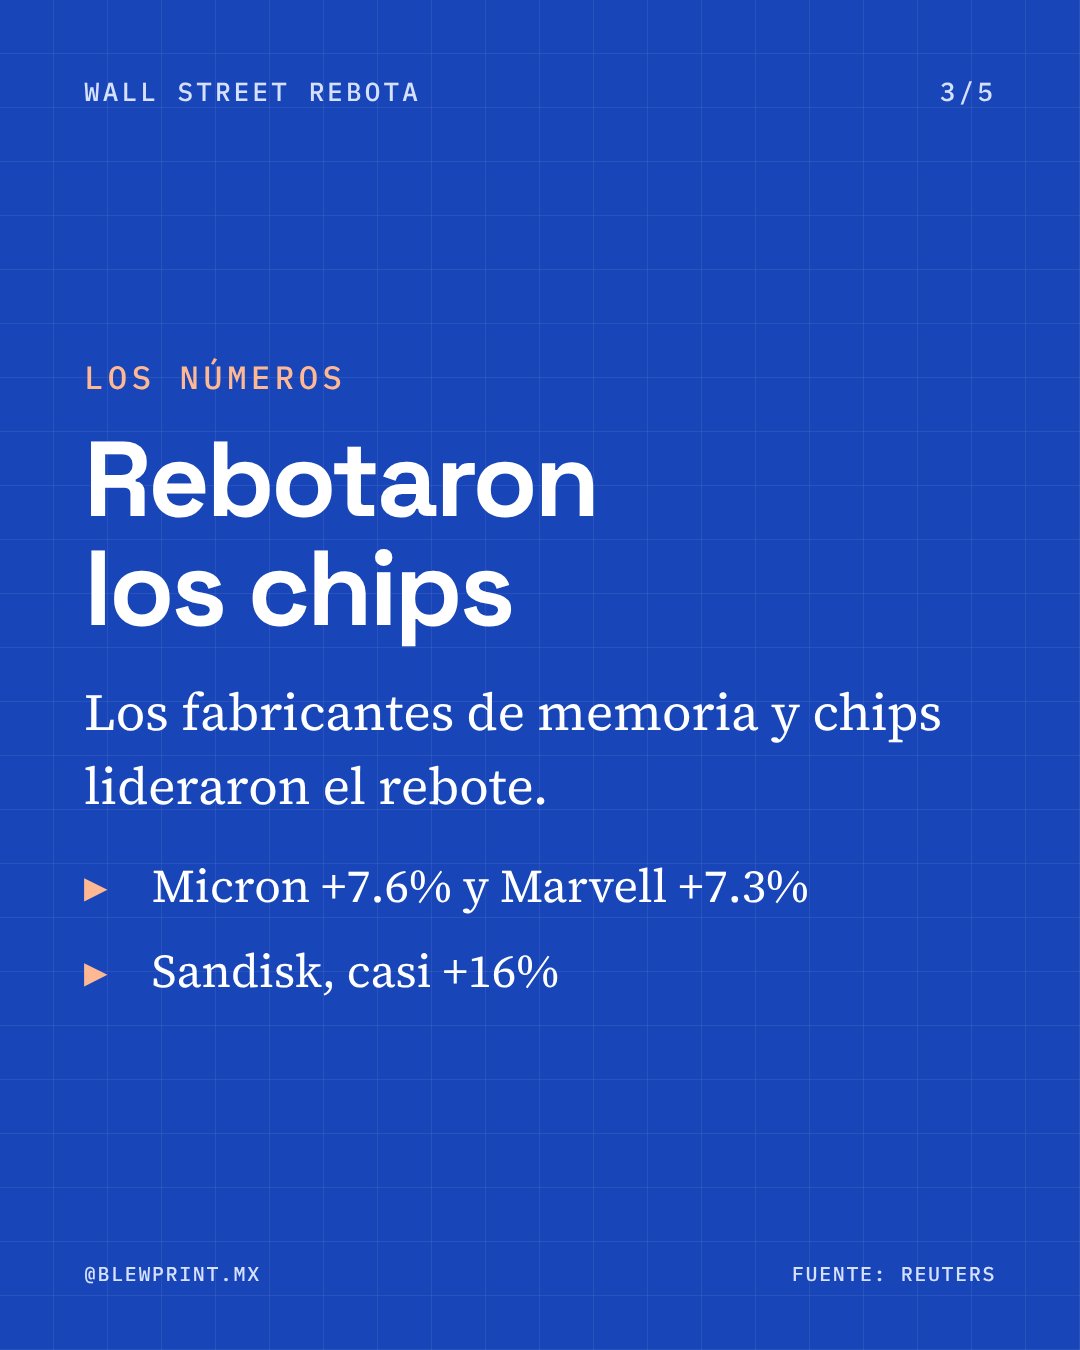 WALL STREET REBOTA
3/5
LOS NÚMEROS
Rebotaron
los chips
Los fabricantes de memoria y chips
lideraron el rebote.
▶ Micron +7.6% y Marvell +7.3%
▶ Sandisk, casi +16%
@BLEWPRINT.MX
FUENTE: REUTERS